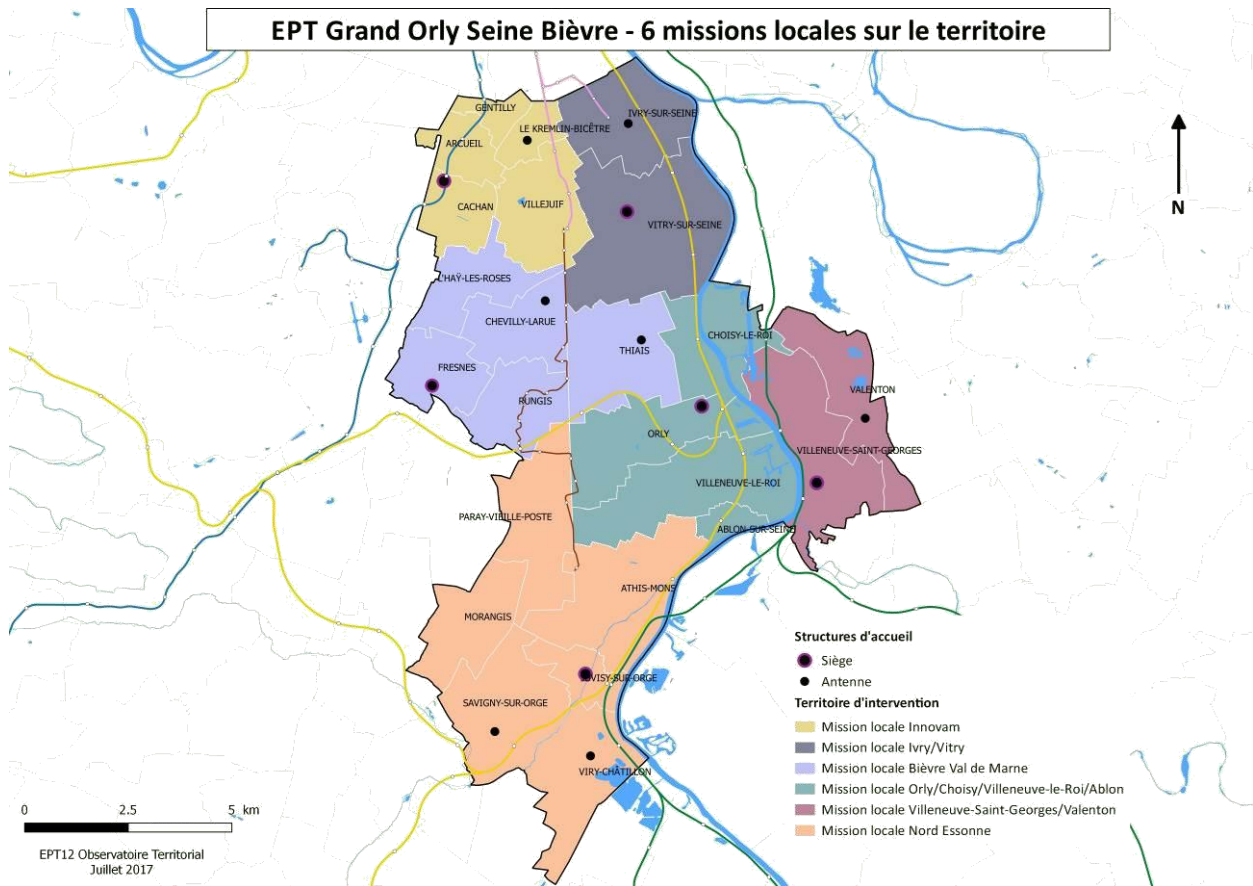 EPT Grand Orly Seine Bièvre - 6 missions locales sur le territoire
GENTILLY
IVRY-SUR-SEINE
LE KREMLIN-BICÊTRE
ARCUEIL
CACHAN
VILLEJUIF
VITRY-SUR-SEINE
N
L'HAŸ-LES-ROSES
CHEVILLY-LARUE
CHOISY-LE-ROI
THIAIS
FRESNES
VALENTON
RUNGIS
ORLY
VILLENEUVE-SAINT-GEORGES
VILLENEUVE-LE-ROI
PARAY-VIEILLE-POSTE
ABLON-SUR-SEINE
ATHIS-MONS
MORANGIS
JUVISY-SUR-ORGE
SAVIGNY-SUR-ORGE
VIRY-CHÂTILLON
Structures d'accueil
Siège
Antenne
Territoire d'intervention
Mission locale Innovam
Mission locale Ivry/Vitry
Mission locale Bièvre Val de Marne
Mission locale Orly/Choisy/Villeneuve-le-Roi/Ablon
Mission locale Villeneuve-Saint-Georges/Valenton
Mission locale Nord Essonne
0 2.5 5 km
EPT12 Observatoire Territorial
Juillet 2017